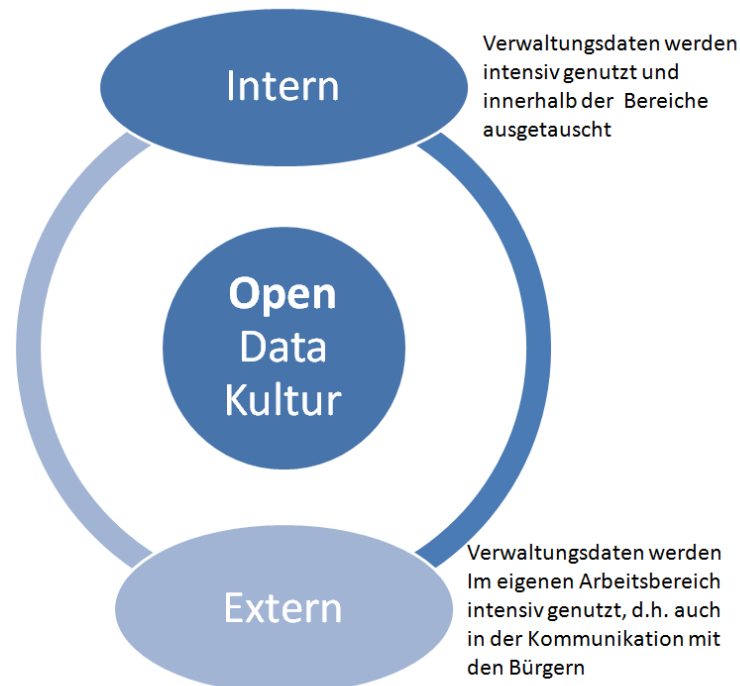 Intern
Verwaltungsdaten werden
intensiv genutzt und
innerhalb der Bereiche
ausgetauscht
Open
Data
Kultur
Extern
Verwaltungsdaten werden
Im eigenen Arbeitsbereich
intensiv genutzt, d.h. auch
in der Kommunikation mit
den Bürgern